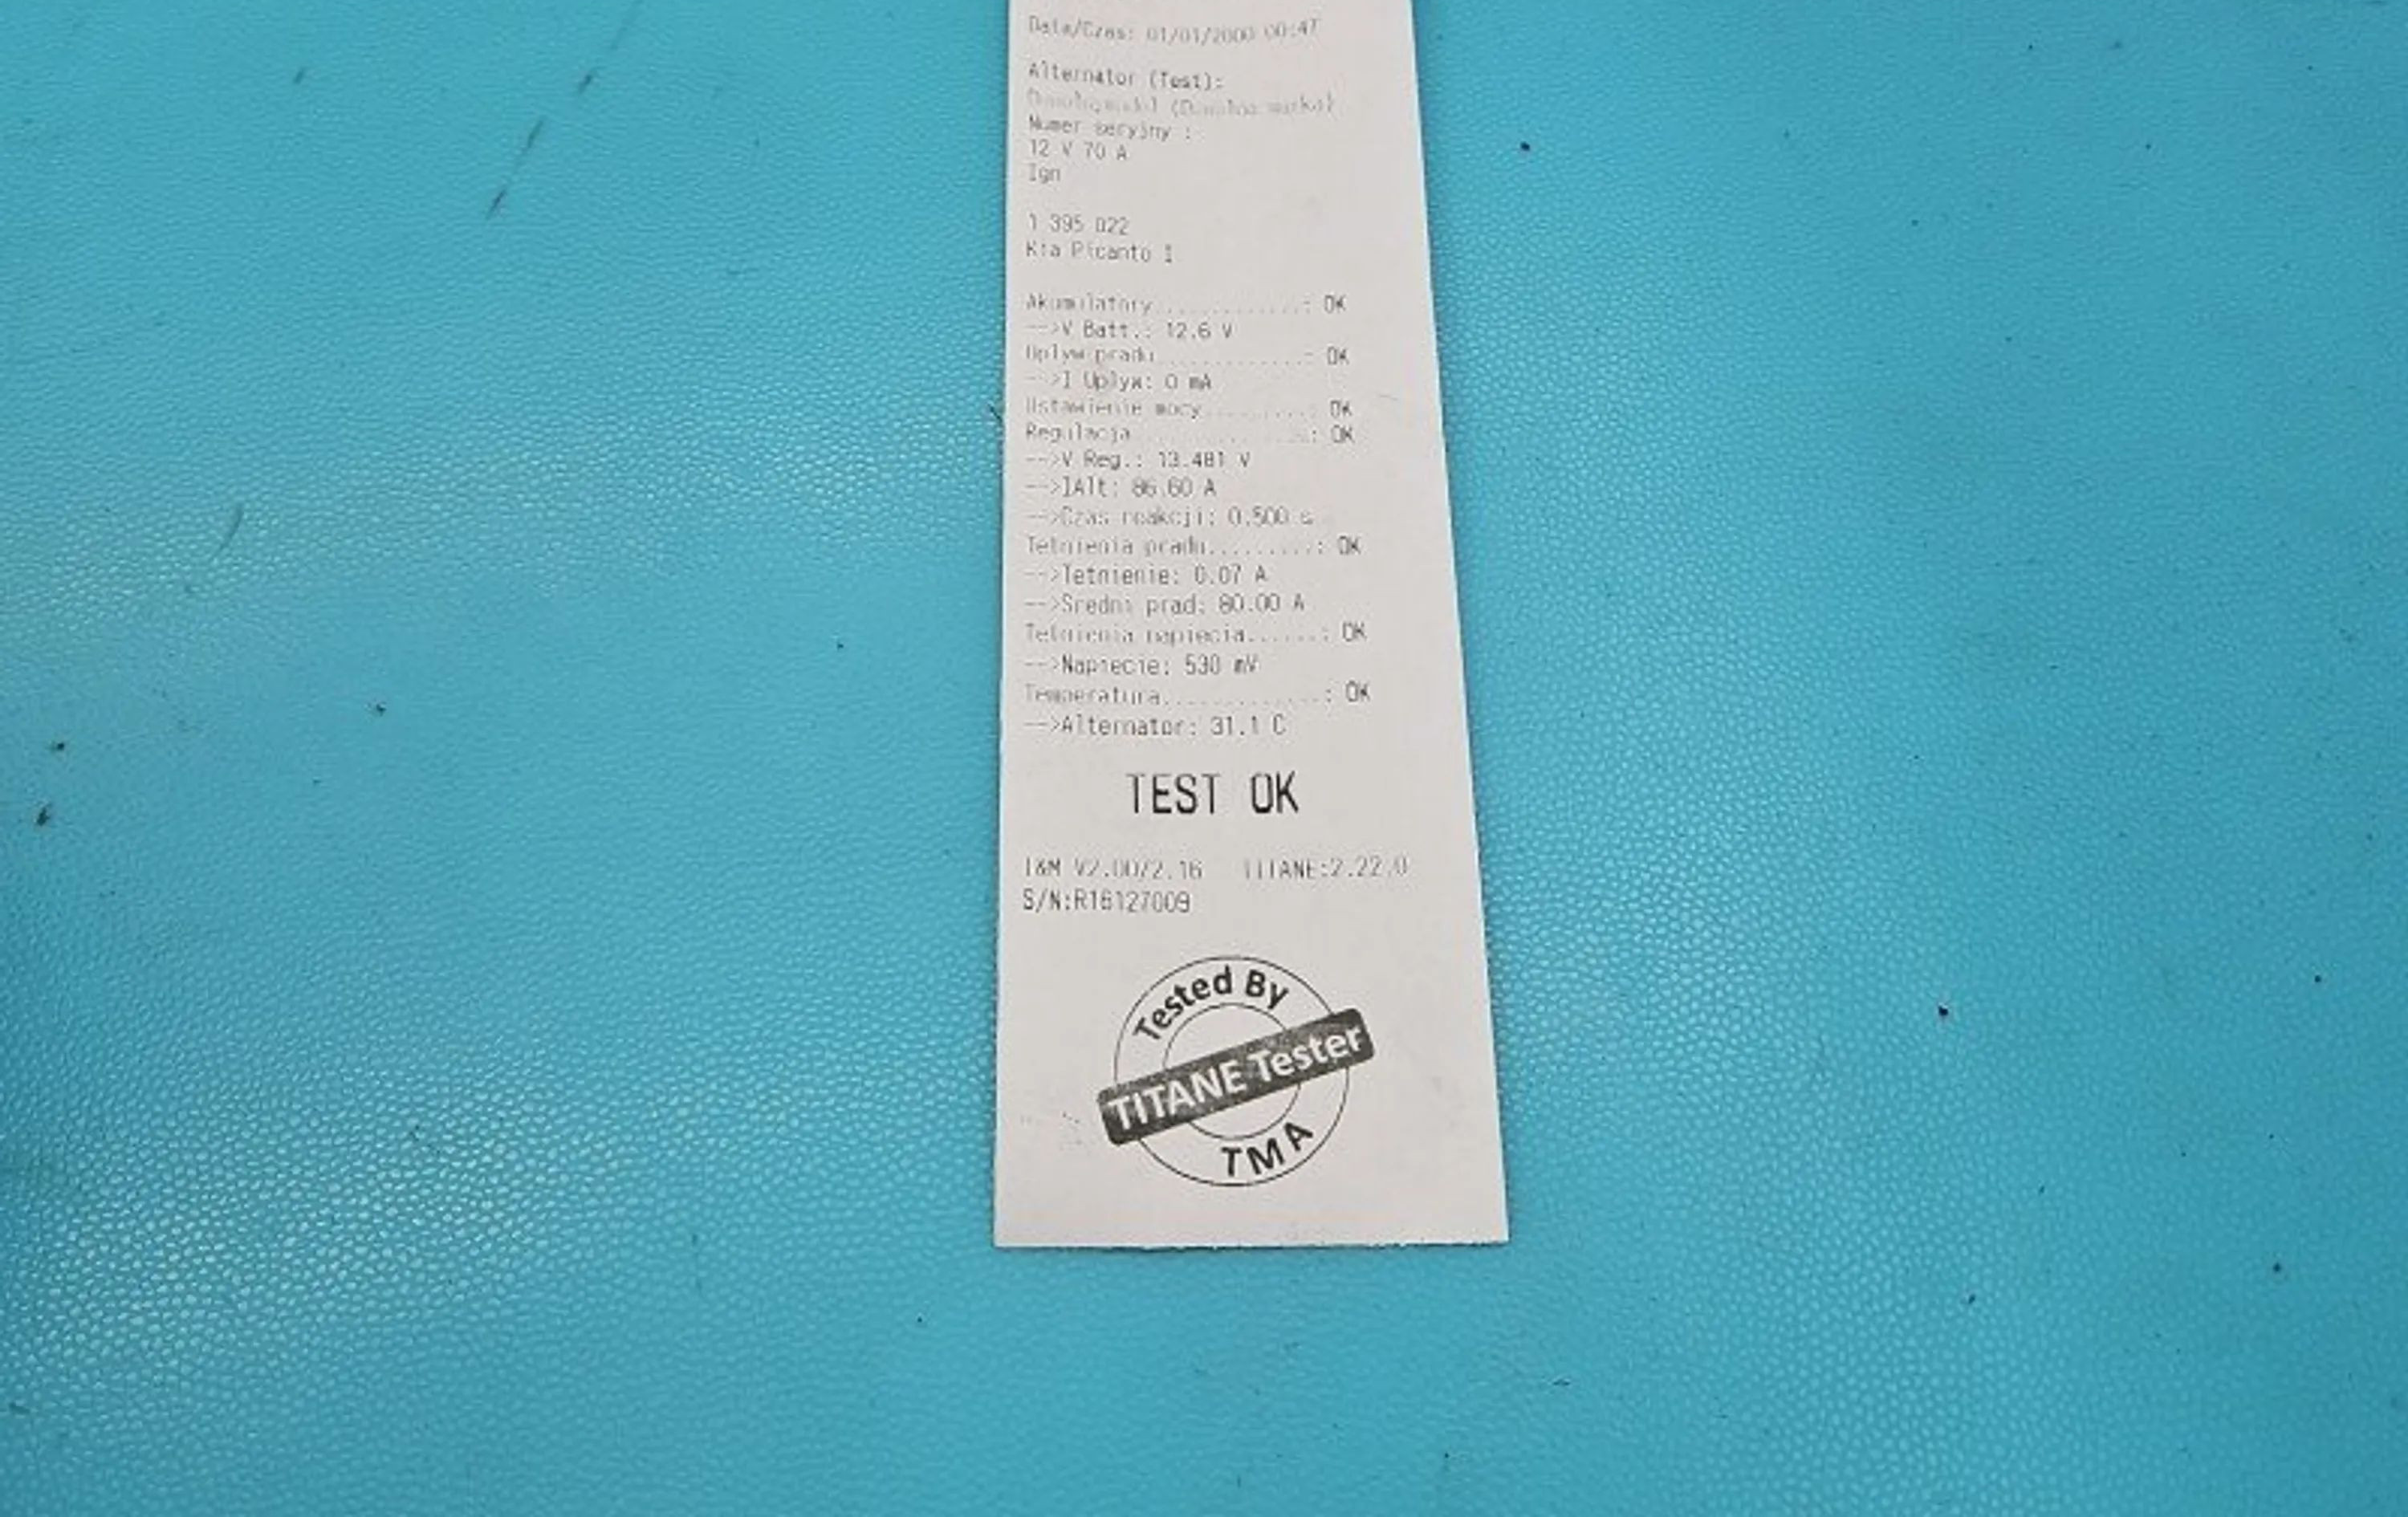 Data/Czas: 01/01/2000 00:47
Alternator (Test):
Numer seryjny :
12 V 70 A
Ign
1 395 022
Kia Picanto I
Akumulatory.............: OK
-->V Batt.: 12.6 V
Uplyw pradu.............: OK
-->I Uplyw: 0 mA
Ustawienie mocy.........: OK
Regulacja...............: OK
-->V Reg.: 13.481 V
-->IAlt: 86.60 A
-->Czas reakcji: 0.500 s
Tetnienia pradu.........: OK
-->Tetnienie: 0.07 A
-->Sredni prad: 80.00 A
Tetnienia napiecia......: OK
-->Napiecie: 530 mV
Temperatura.............: OK
-->Alternator: 31.1 C
TEST OK
I&M V2.00/2.16 TITANE:2.22.0
S/N:R16127009
Tested By
TITANE Tester
TMA